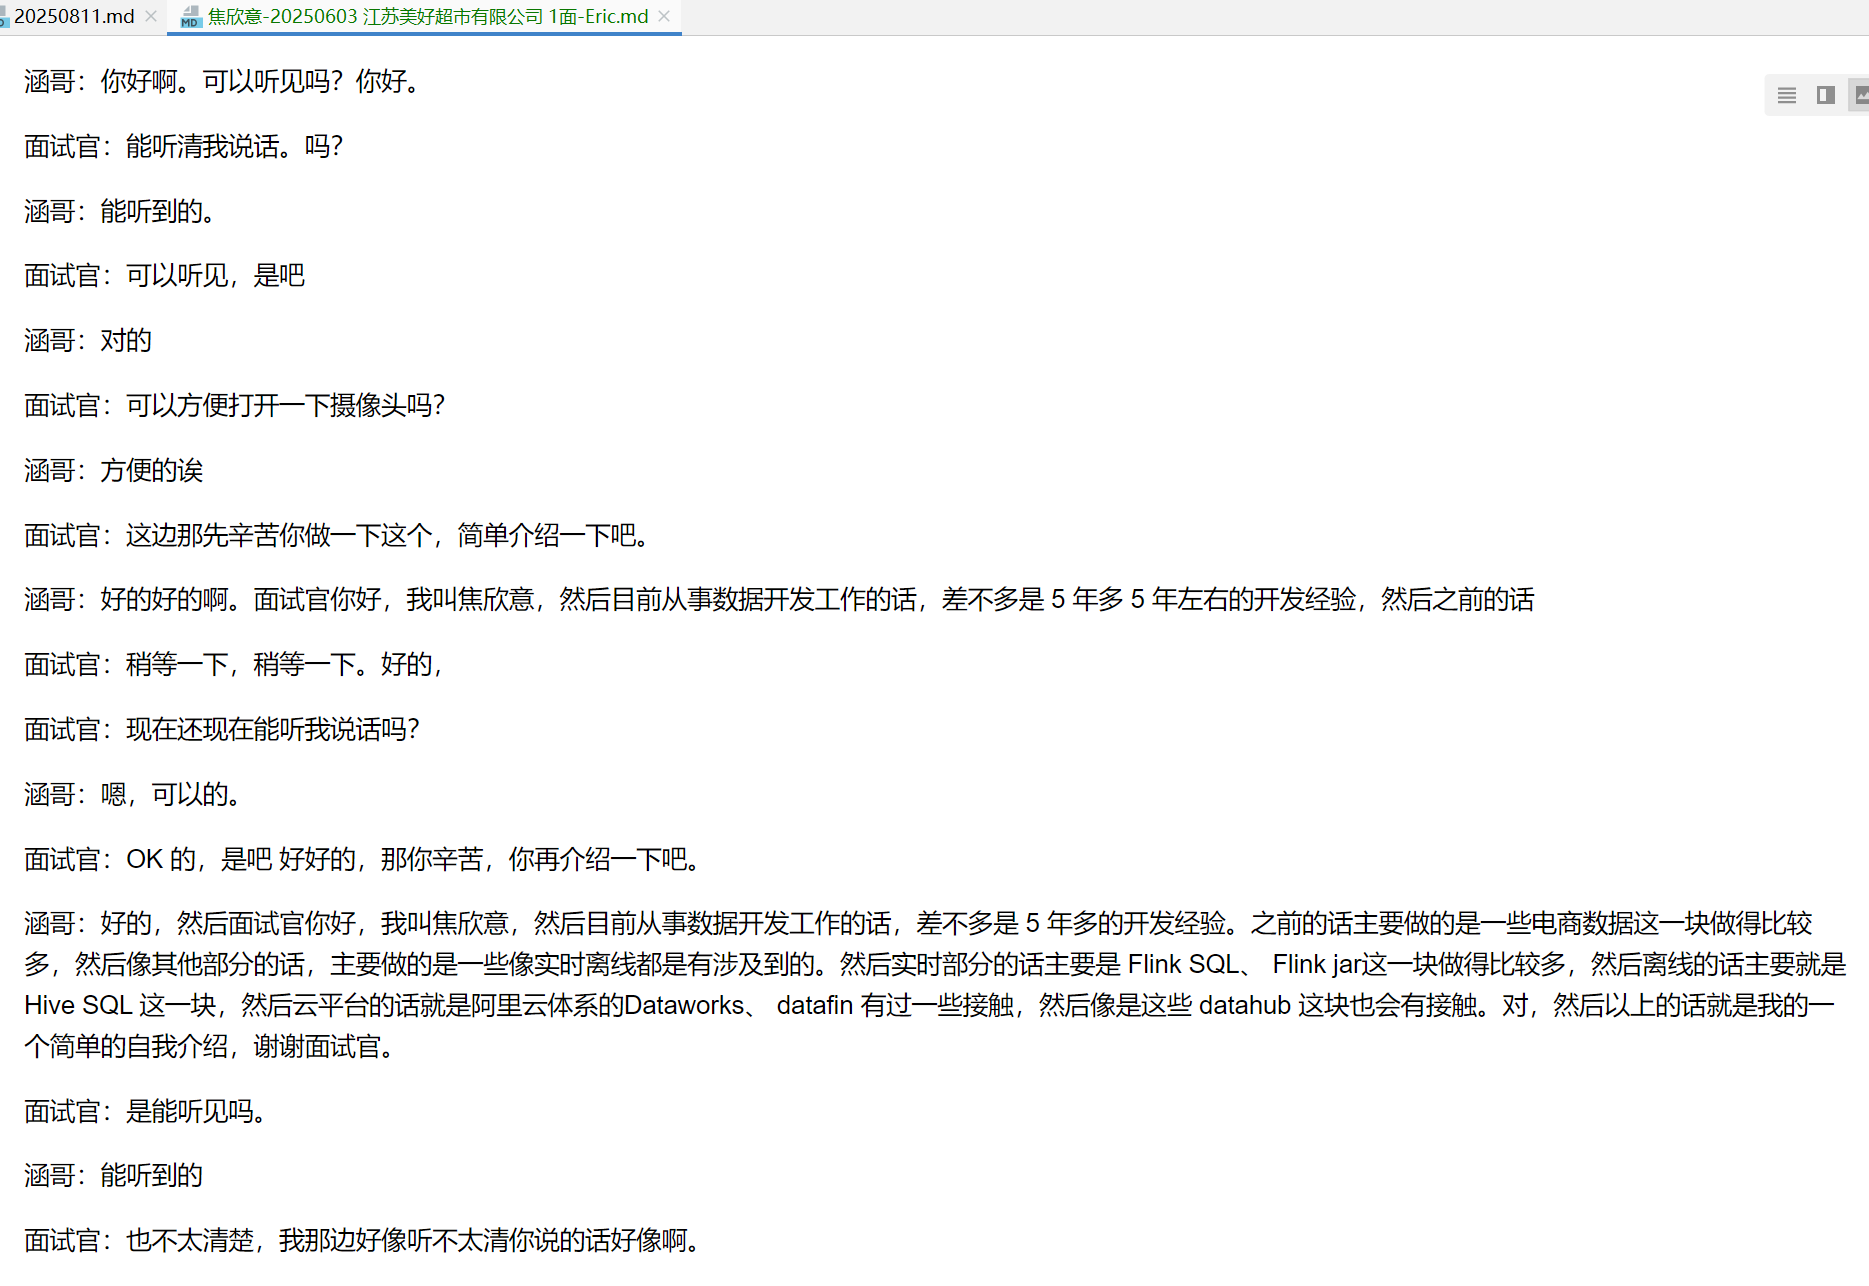 20250811.md
焦欣意-20250603 江苏美好超市有限公司 1面-Eric.md
涵哥：你好啊。可以听见吗？你好。
面试官：能听清我说话。吗？
涵哥：能听到的。
面试官：可以听见，是吧
涵哥：对的
面试官：可以方便打开一下摄像头吗？
涵哥：方便的诶
面试官：这边那先辛苦你做一下这个，简单介绍一下吧。
涵哥：好的好的啊。面试官你好，我叫焦欣意，然后目前从事数据开发工作的话，差不多是 5 年多 5 年左右的开发经验，然后之前的话
面试官：稍等一下，稍等一下。好的，
面试官：现在还现在能听我说话吗？
涵哥：嗯，可以的。
面试官：OK 的，是吧 好好的，那你辛苦，你再介绍一下吧。
涵哥：好的，然后面试官你好，我叫焦欣意，然后目前从事数据开发工作的话，差不多是 5 年多的开发经验。之前的话主要做的是一些电商数据这一块做得比较
多，然后像其他部分的话，主要做的是一些像实时离线都是有涉及到的。然后实时部分的话主要是 Flink SQL、 Flink jar这一块做得比较多，然后离线的话主要就是
Hive SQL 这一块，然后云平台的话就是阿里云体系的Dataworks、 datafin 有过一些接触，然后像是这些 datahub 这块也会有接触。对，然后以上的话就是我的一
个简单的自我介绍，谢谢面试官。
面试官：是能听见吗。
涵哥：能听到的
面试官：也不太清楚，我那边好像听不太清你说的话好像啊。